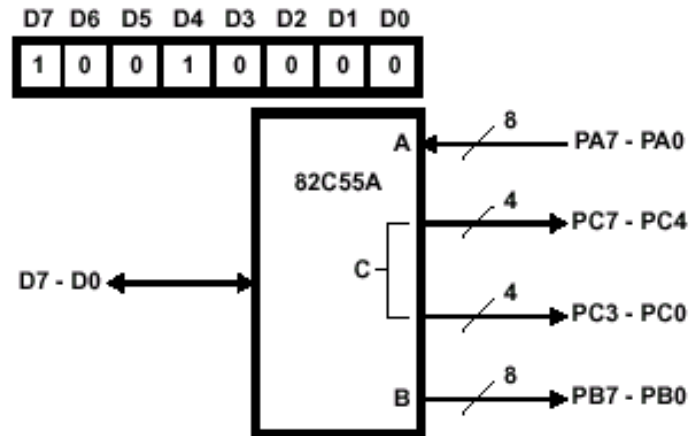 D7 D6 D5 D4 D3 D2 D1 D0
1 0 0 1 0 0 0 0
A
8
PA7 - PA0
82C55A
4
PC7 - PC4
C
D7 - D0
4
PC3 - PC0
B
8
PB7 - PB0